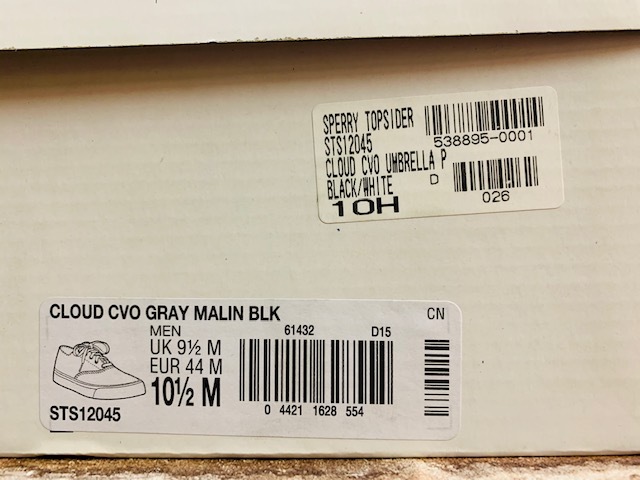 SPERRY TOPSIDER
STS12045
538895-0001
CLOUD CVO UMBRELLA P
BLACK/WHITE D
10H
026
CLOUD CVO GRAY MALIN BLK CN
MEN 61432 D15
UK 9½ M
EUR 44 M
10½ M
STS12045
0 4421 1628 554